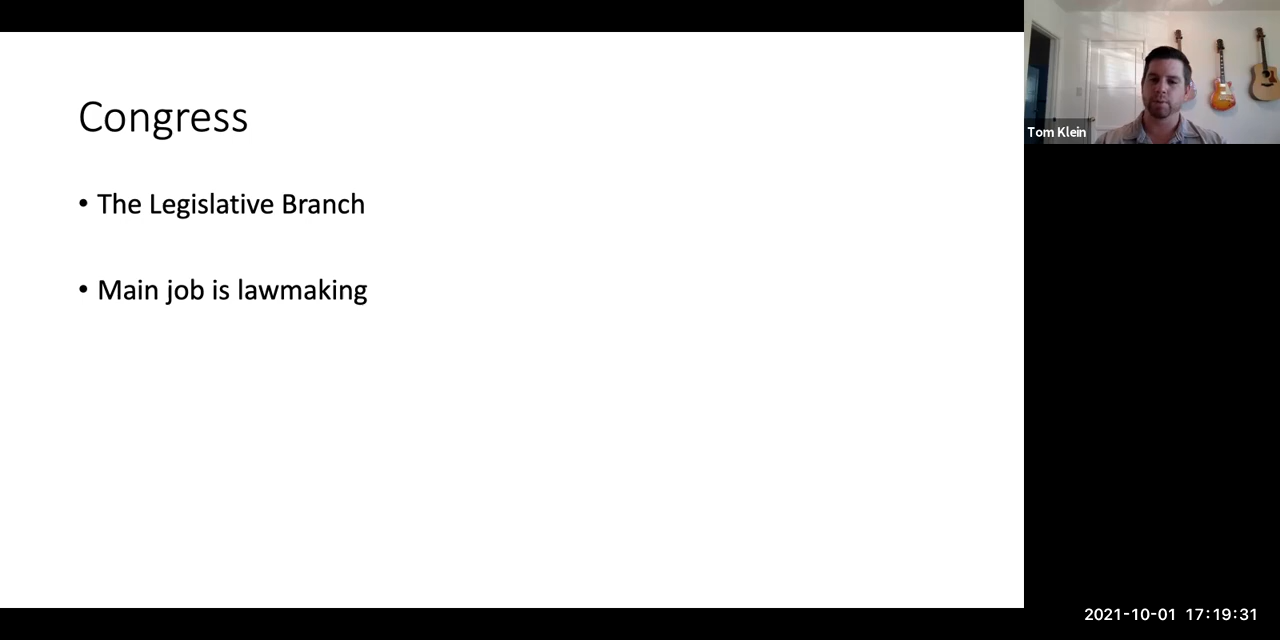 Congress
• The Legislative Branch
• Main job is lawmaking
Tom Klein
2021-10-01 17:19:31